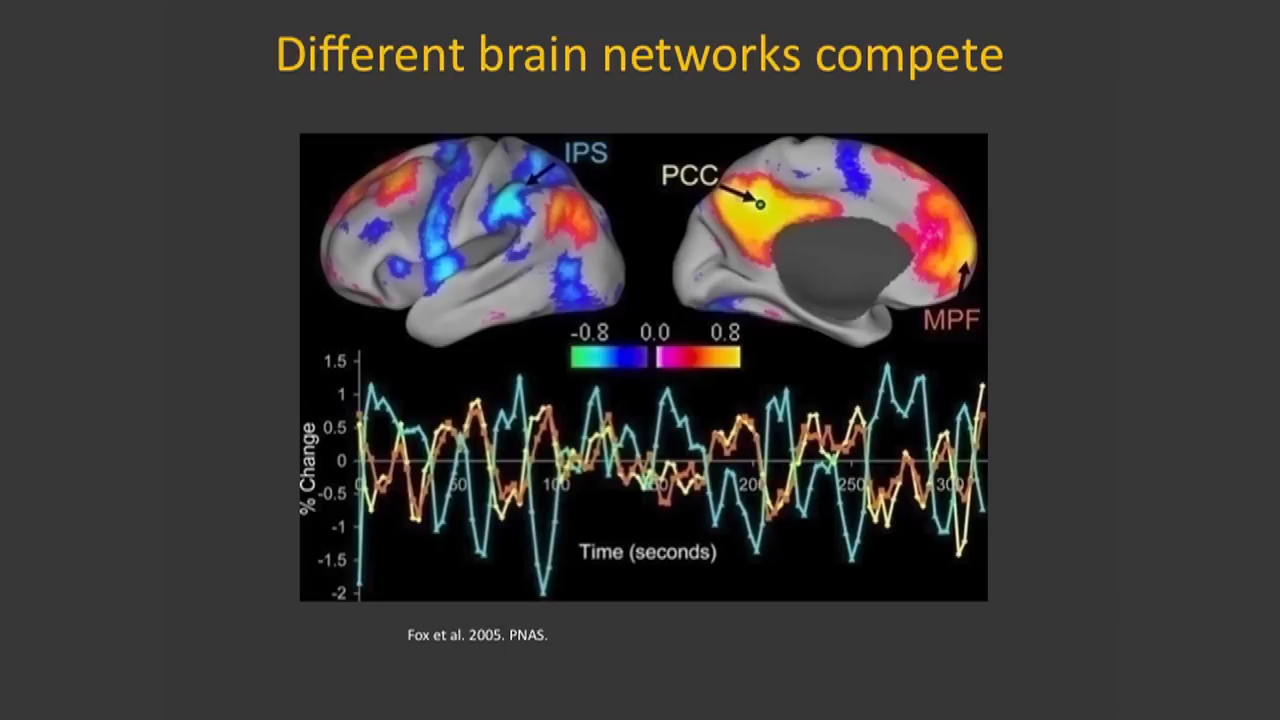 Different brain networks compete
IPS
PCC
MPF
-0.8 0.0 0.8
1.5
1
0.5
0
-0.5
-1
-1.5
-2
% Change
0 50 100 150 200 250 300
Time (seconds)
Fox et al. 2005. PNAS.